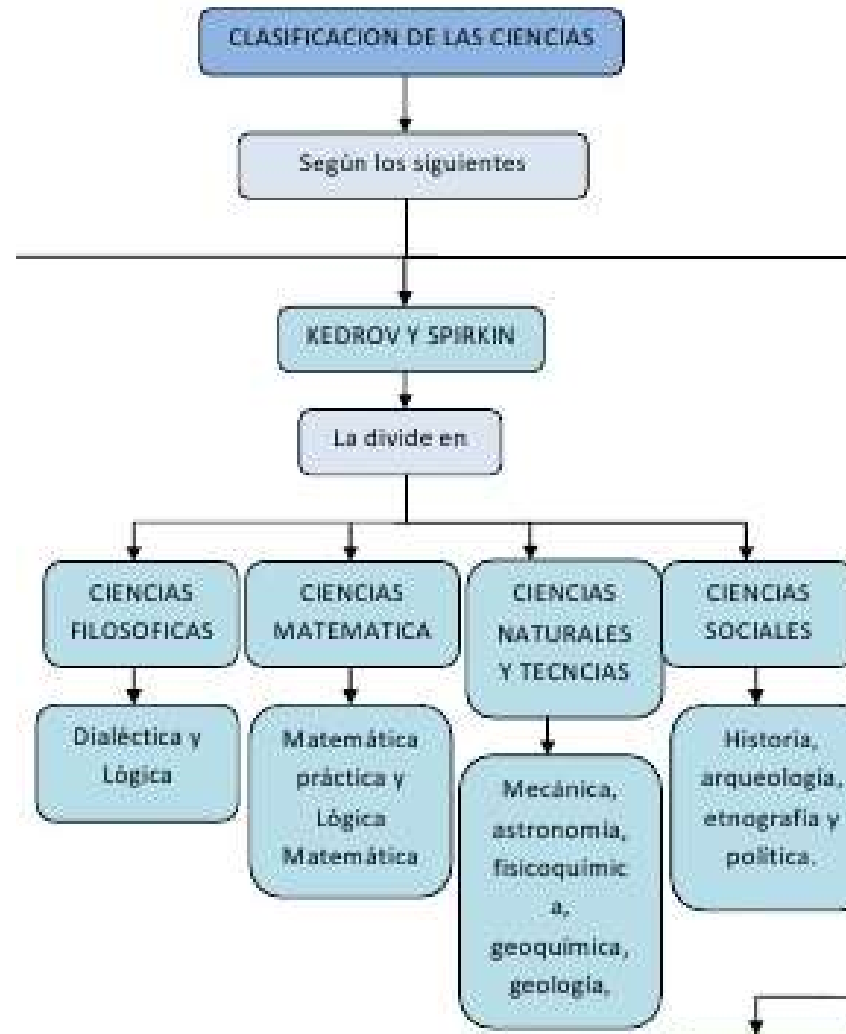 CLASIFICACION DE LAS CIENCIAS
Según los siguientes
KEDROV Y SPIRKIN
La divide en
CIENCIAS
FILOSOFICAS
CIENCIAS
MATEMATICA
CIENCIAS
NATURALES
Y TECNCIAS
CIENCIAS
SOCIALES
Dialéctica y
Lógica
Matemática
práctica y
Lógica
Matemática
Mecánica,
astronomía,
fisicoquímic
a,
geoquímica,
geología,
Historia,
arqueología,
etnografía y
política.